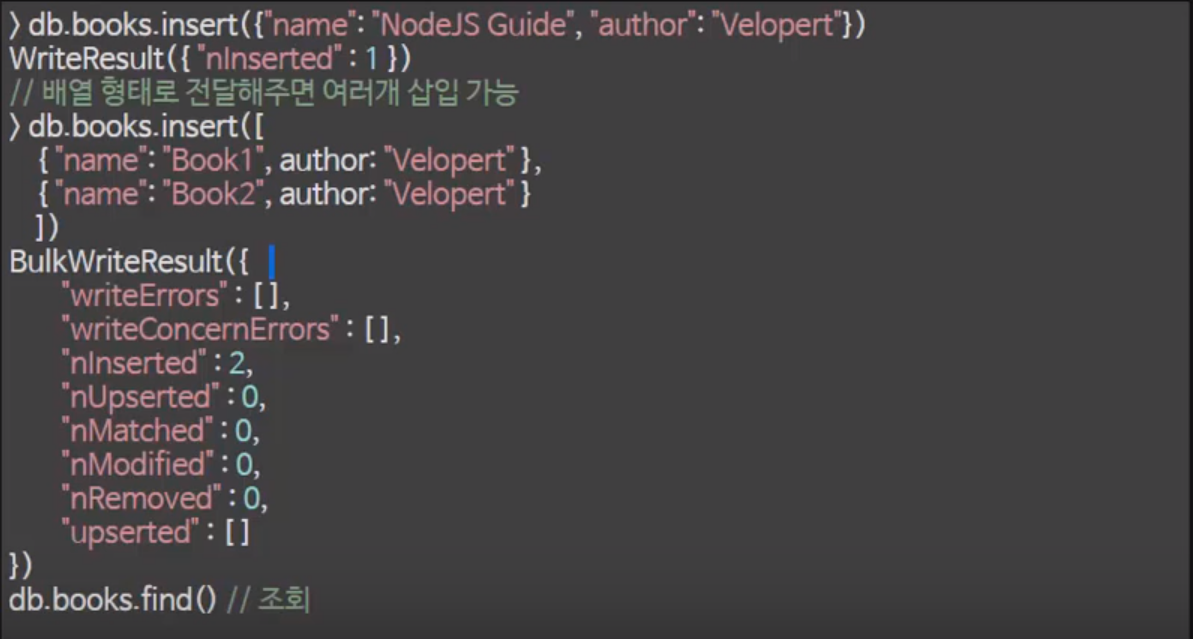 > db.books.insert({"name": "NodeJS Guide", "author": "Velopert"})
WriteResult({ "nInserted" : 1 })
// 배열 형태로 전달해주면 여러개 삽입 가능
> db.books.insert([
{ "name": "Book1", author: "Velopert" },
{ "name": "Book2", author: "Velopert" }
])
BulkWriteResult({
"writeErrors" : [],
"writeConcernErrors" : [],
"nInserted" : 2,
"nUpserted" : 0,
"nMatched" : 0,
"nModified" : 0,
"nRemoved" : 0,
"upserted" : []
})
db.books.find() // 조회